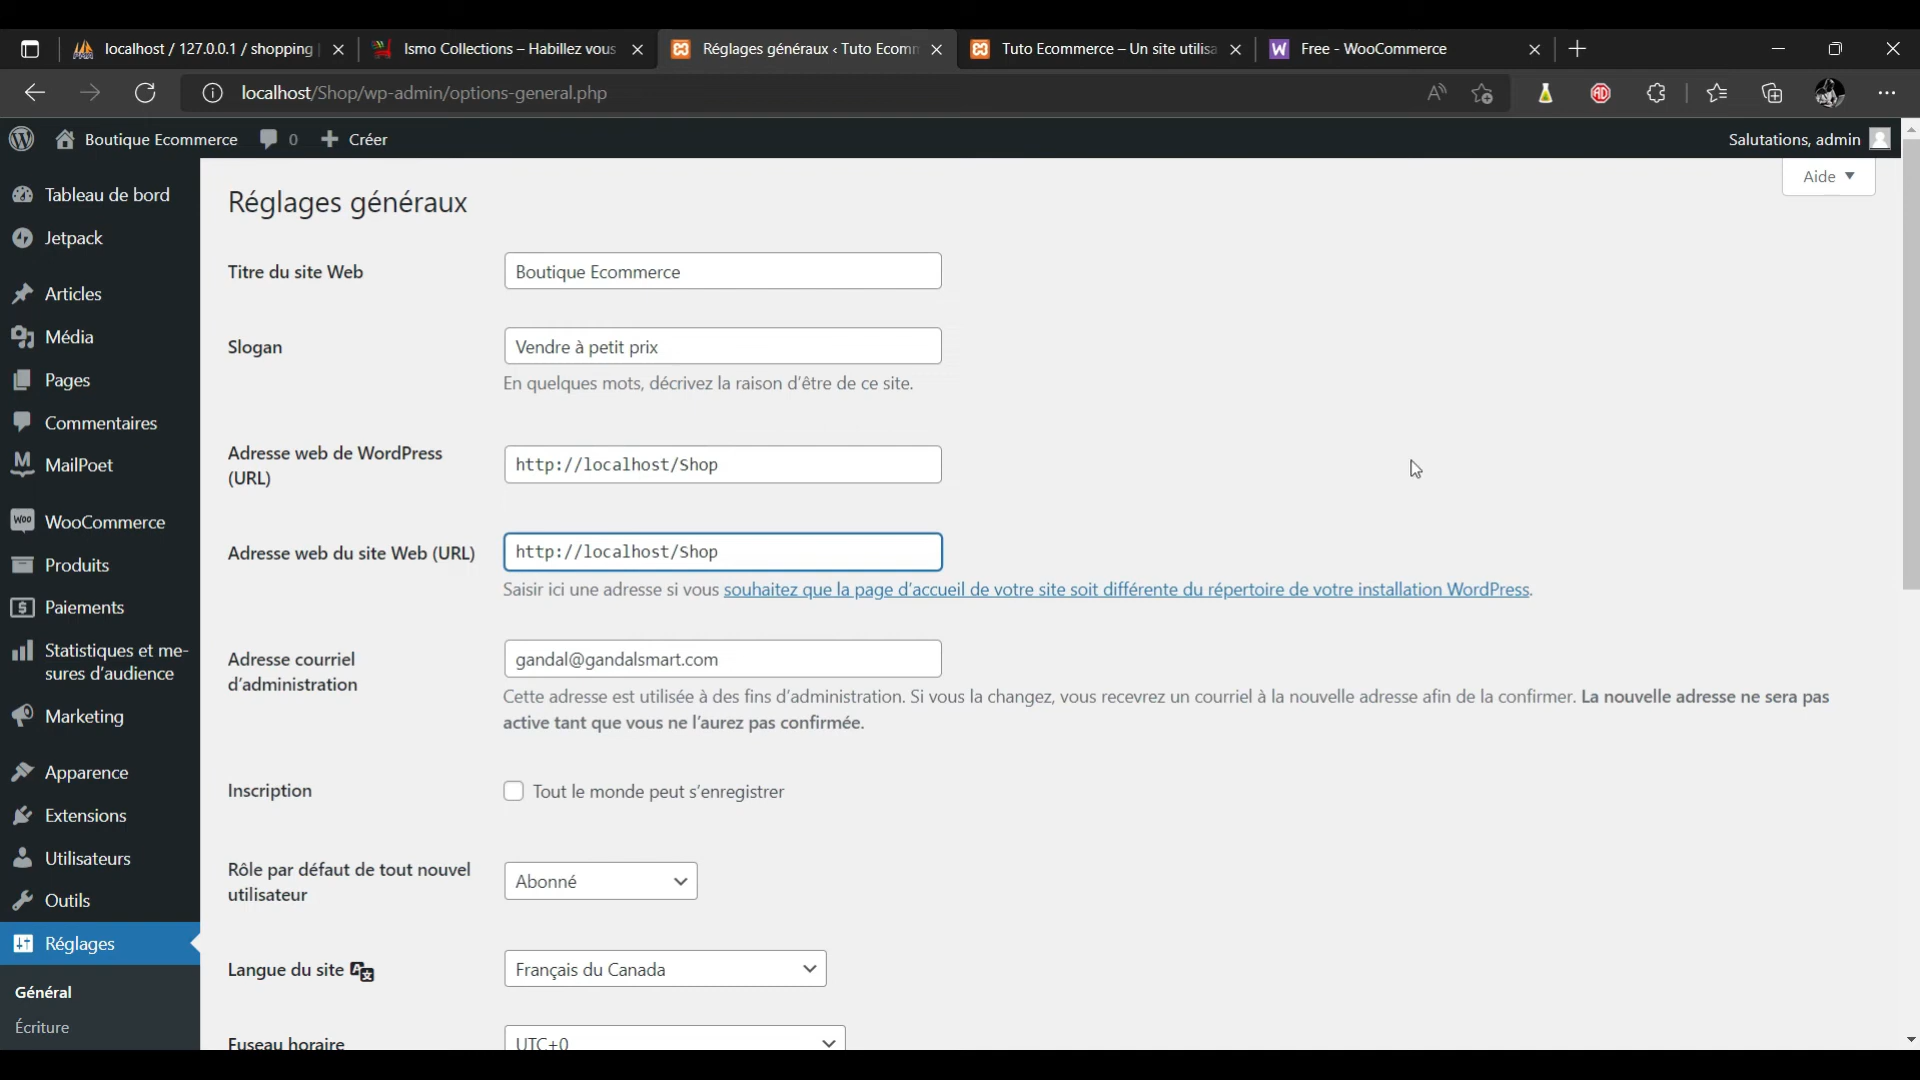 localhost / 127.0.0.1 / shopping
Ismo Collections – Habillez vous
Réglages généraux ‹ Tuto Ecomm
Tuto Ecommerce – Un site utilisa
Free - WooCommerce
localhost/Shop/wp-admin/options-general.php
Boutique Ecommerce
0
Créer
Salutations, admin
Aide
Tableau de bord
Jetpack
Articles
Média
Pages
Commentaires
MailPoet
WooCommerce
Produits
Paiements
Statistiques et me-
sures d'audience
Marketing
Apparence
Extensions
Utilisateurs
Outils
Réglages
Général
Écriture
Réglages généraux
Titre du site Web
Boutique Ecommerce
Slogan
Vendre à petit prix
En quelques mots, décrivez la raison d'être de ce site.
Adresse web de WordPress
(URL)
http://localhost/Shop
Adresse web du site Web (URL)
http://localhost/Shop
Saisir ici une adresse si vous souhaitez que la page d'accueil de votre site soit différente du répertoire de votre installation WordPress.
Adresse courriel
d'administration
gandal@gandalsmart.com
Cette adresse est utilisée à des fins d'administration. Si vous la changez, vous recevrez un courriel à la nouvelle adresse afin de la confirmer. La nouvelle adresse ne sera pas
active tant que vous ne l'aurez pas confirmée.
Inscription
Tout le monde peut s'enregistrer
Rôle par défaut de tout nouvel
utilisateur
Abonné
Langue du site
Français du Canada
Fuseau horaire
UTC+0